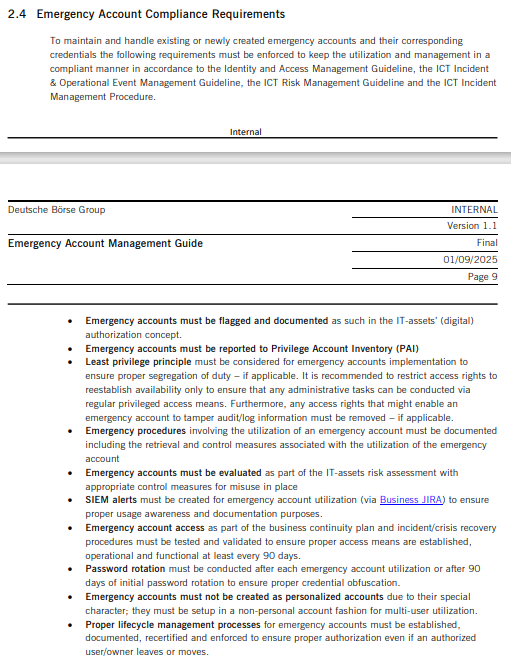 2.4 Emergency Account Compliance Requirements
To maintain and handle existing or newly created emergency accounts and their corresponding
credentials the following requirements must be enforced to keep the utilization and management in a
compliant manner in accordance to the Identity and Access Management Guideline, the ICT Incident
& Operational Event Management Guideline, the ICT Risk Management Guideline and the ICT Incident
Management Procedure.
Internal
Deutsche Börse Group
INTERNAL
Version 1.1
Emergency Account Management Guide
Final
01/09/2025
Page 9
• Emergency accounts must be flagged and documented as such in the IT-assets' (digital)
authorization concept.
• Emergency accounts must be reported to Privilege Account Inventory (PAI)
• Least privilege principle must be considered for emergency accounts implementation to
ensure proper segregation of duty – if applicable. It is recommended to restrict access rights to
reestablish availability only to ensure that any administrative tasks can be conducted via
regular privileged access means. Furthermore, any access rights that might enable an
emergency account to tamper audit/log information must be removed – if applicable.
• Emergency procedures involving the utilization of an emergency account must be documented
including the retrieval and control measures associated with the utilization of the emergency
account
• Emergency accounts must be evaluated as part of the IT-assets risk assessment with
appropriate control measures for misuse in place
• SIEM alerts must be created for emergency account utilization (via Business JIRA) to ensure
proper usage awareness and documentation purposes.
• Emergency account access as part of the business continuity plan and incident/crisis recovery
procedures must be tested and validated to ensure proper access means are established,
operational and functional at least every 90 days.
• Password rotation must be conducted after each emergency account utilization or after 90
days of initial password rotation to ensure proper credential obfuscation.
• Emergency accounts must not be created as personalized accounts due to their special
character; they must be setup in a non-personal account fashion for multi-user utilization.
• Proper lifecycle management processes for emergency accounts must be established,
documented, recertified and enforced to ensure proper authorization even if an authorized
user/owner leaves or moves.